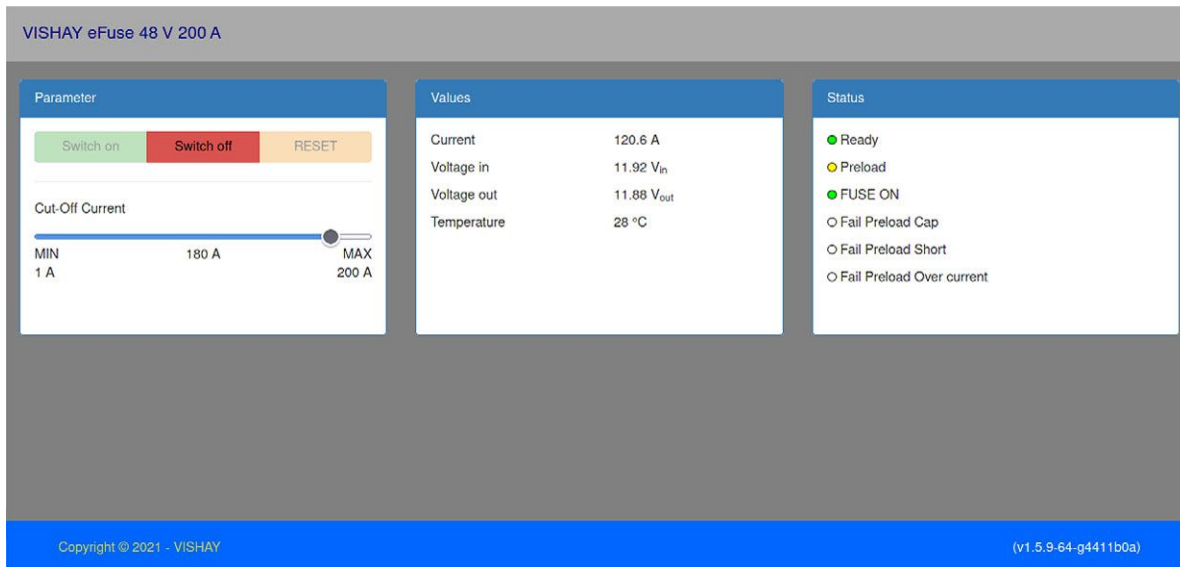 VISHAY eFuse 48 V 200 A
Parameter
Switch on Switch off RESET
Cut-Off Current
MIN 180 A MAX
1 A 200 A
Values
Current 120.6 A
Voltage in 11.92 Vin
Voltage out 11.88 Vout
Temperature 28 °C
Status
Ready
Preload
FUSE ON
Fail Preload Cap
Fail Preload Short
Fail Preload Over current
Copyright © 2021 - VISHAY (v1.5.9-64-g4411b0a)